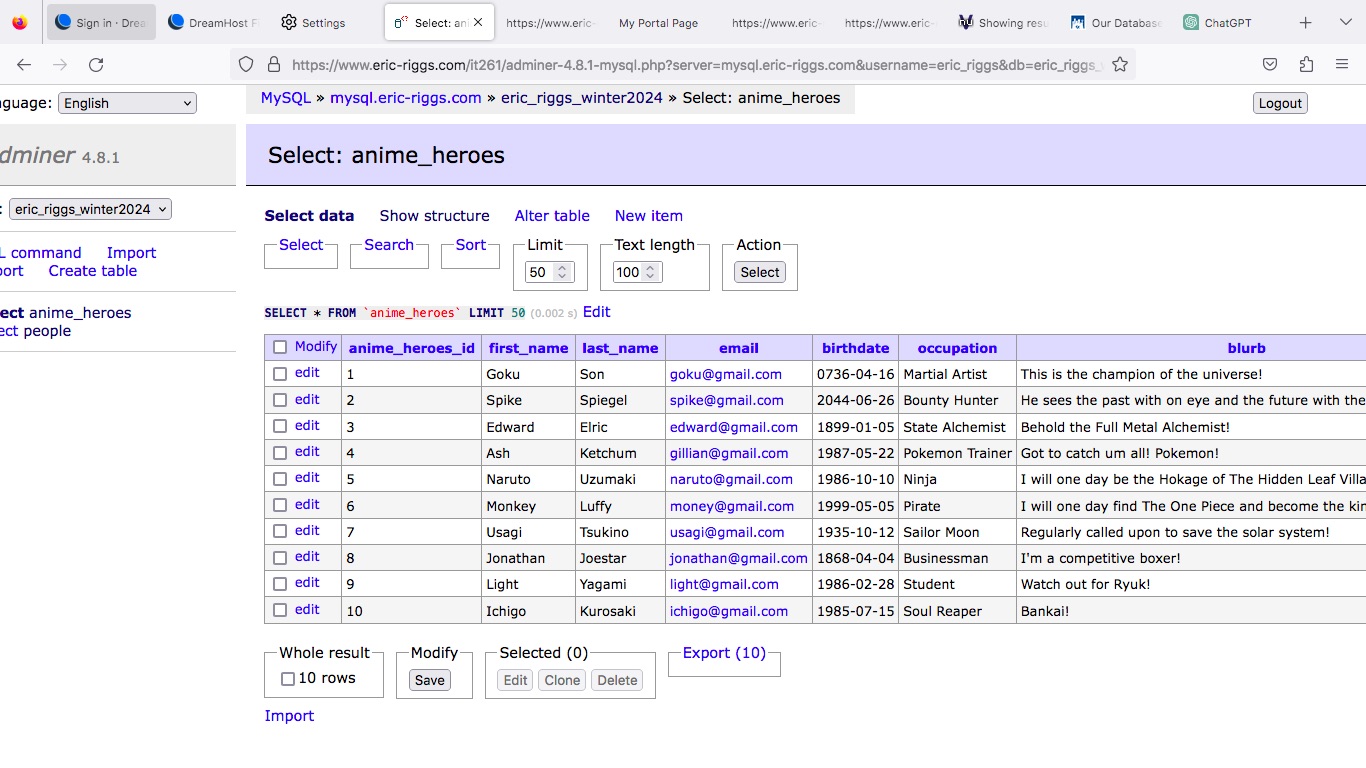 Sign in · Drea
DreamHost
Settings
Select: an
https://www.eric-
My Portal Page
https://www.eric-
https://www.eric-
Showing resu
Our Database
ChatGPT
https://www.eric-riggs.com/it261/adminer-4.8.1-mysql.php?server=mysql.eric-riggs.com&username=eric_riggs&db=eric_riggs_
nguage: English
MySQL » mysql.eric-riggs.com » eric_riggs_winter2024 » Select: anime_heroes
Logout
dminer 4.8.1
Select: anime_heroes
: eric_riggs_winter2024
Select data Show structure Alter table New item
L command Import
port Create table
Select Search Sort Limit Text length Action
50 100 Select
ect anime_heroes
ect people
SELECT * FROM `anime_heroes` LIMIT 50 (0.002 s) Edit
Modify anime_heroes_id first_name last_name email birthdate occupation blurb
edit 1 Goku Son goku@gmail.com 0736-04-16 Martial Artist This is the champion of the universe!
edit 2 Spike Spiegel spike@gmail.com 2044-06-26 Bounty Hunter He sees the past with on eye and the future with the
edit 3 Edward Elric edward@gmail.com 1899-01-05 State Alchemist Behold the Full Metal Alchemist!
edit 4 Ash Ketchum gillian@gmail.com 1987-05-22 Pokemon Trainer Got to catch um all! Pokemon!
edit 5 Naruto Uzumaki naruto@gmail.com 1986-10-10 Ninja I will one day be the Hokage of The Hidden Leaf Villa
edit 6 Monkey Luffy money@gmail.com 1999-05-05 Pirate I will one day find The One Piece and become the kin
edit 7 Usagi Tsukino usagi@gmail.com 1935-10-12 Sailor Moon Regularly called upon to save the solar system!
edit 8 Jonathan Joestar jonathan@gmail.com 1868-04-04 Businessman I'm a competitive boxer!
edit 9 Light Yagami light@gmail.com 1986-02-28 Student Watch out for Ryuk!
edit 10 Ichigo Kurosaki ichigo@gmail.com 1985-07-15 Soul Reaper Bankai!
Whole result Modify Selected (0) Export (10)
10 rows Save Edit Clone Delete
Import